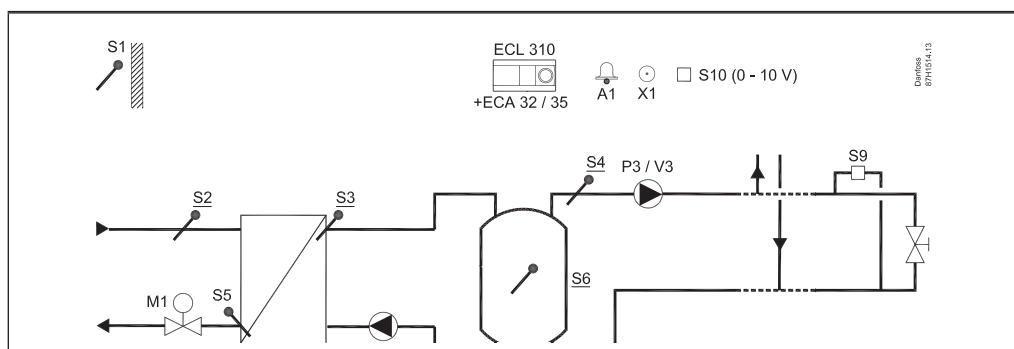 S1
ECL 310
+ECA 32 / 35
A1
X1
S10 (0 - 10 V)
Danfoss
87H1514.13
S2
S3
S4
P3 / V3
S9
S6
M1
S5